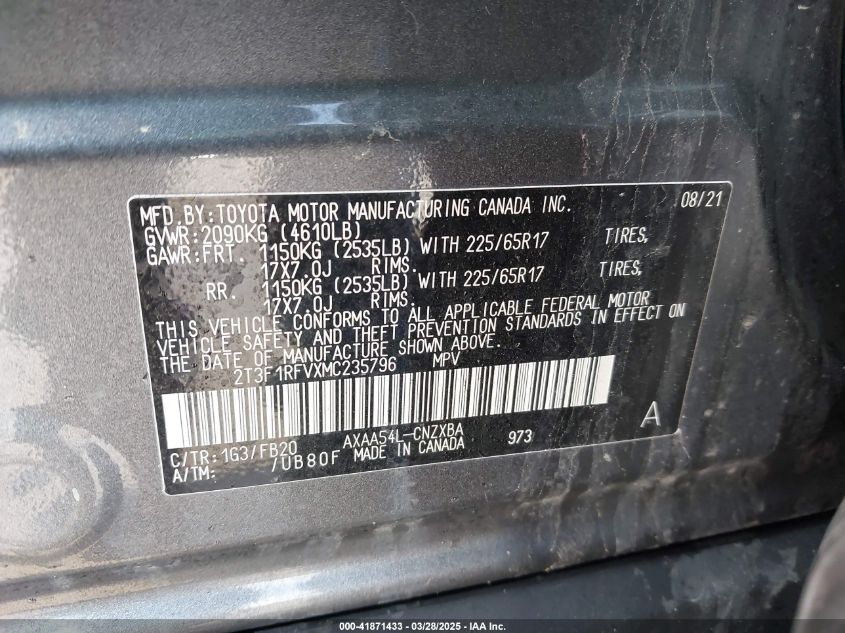 MFD. BY: TOYOTA MOTOR MANUFACTURING CANADA INC. 08/21
GVWR: 2090KG (4610LB)
GAWR: FRT. 1150KG (2535LB) WITH 225/65R17 TIRES,
17X7.0J RIMS.
RR. 1150KG (2535LB) WITH 225/65R17 TIRES,
17X7.0J RIMS.
THIS VEHICLE CONFORMS TO ALL APPLICABLE FEDERAL MOTOR
VEHICLE SAFETY AND THEFT PREVENTION STANDARDS IN EFFECT ON
THE DATE OF MANUFACTURE SHOWN ABOVE.
2T3F1RFVXMC235796 MPV
C/TR: 1G3/FB20 AXAA54L-CNZXBA 973 A
A/TM: /UB80F MADE IN CANADA
000-41871433 | 03/28/2025 - IAA Inc.